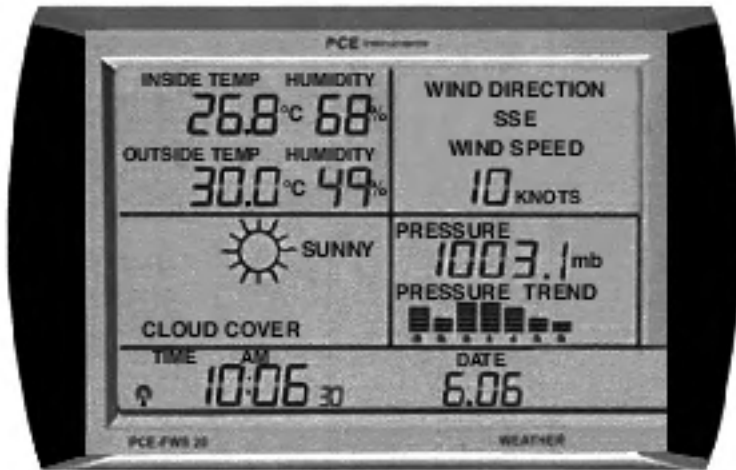 PCE Instruments
INSIDE TEMP HUMIDITY
26.8°C 68%
OUTSIDE TEMP HUMIDITY
30.0°C 49%
WIND DIRECTION
SSE
WIND SPEED
10 KNOTS
SUNNY
CLOUD COVER
PRESSURE
1003.1mb
PRESSURE TREND
TIME AM
10:06 30
DATE
6.06
PCE-FWS 20
WEATHER